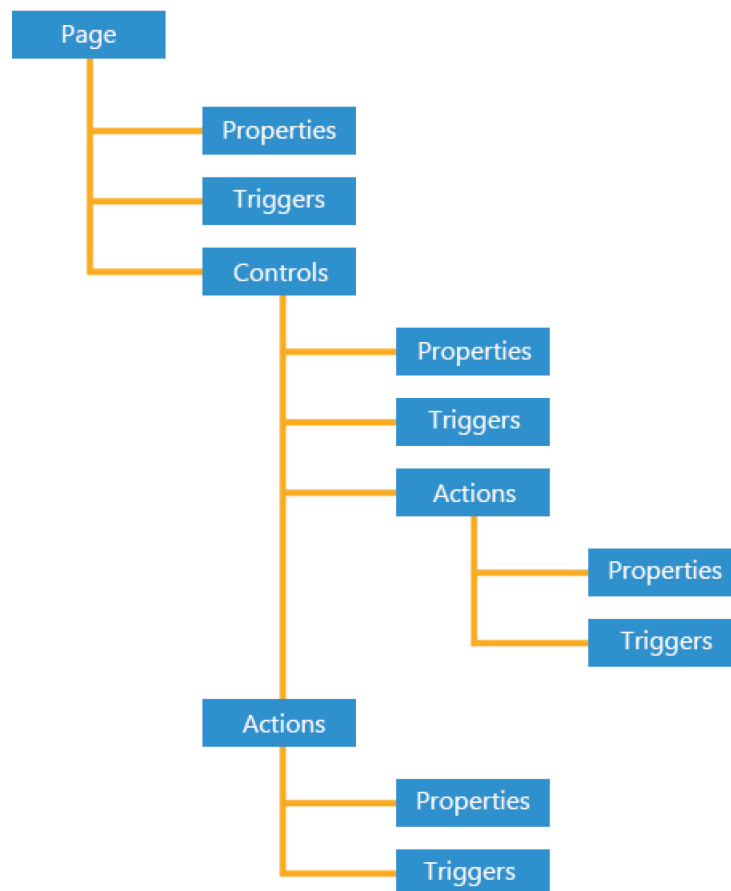 Page
Properties
Triggers
Controls
Properties
Triggers
Actions
Properties
Triggers
Actions
Properties
Triggers